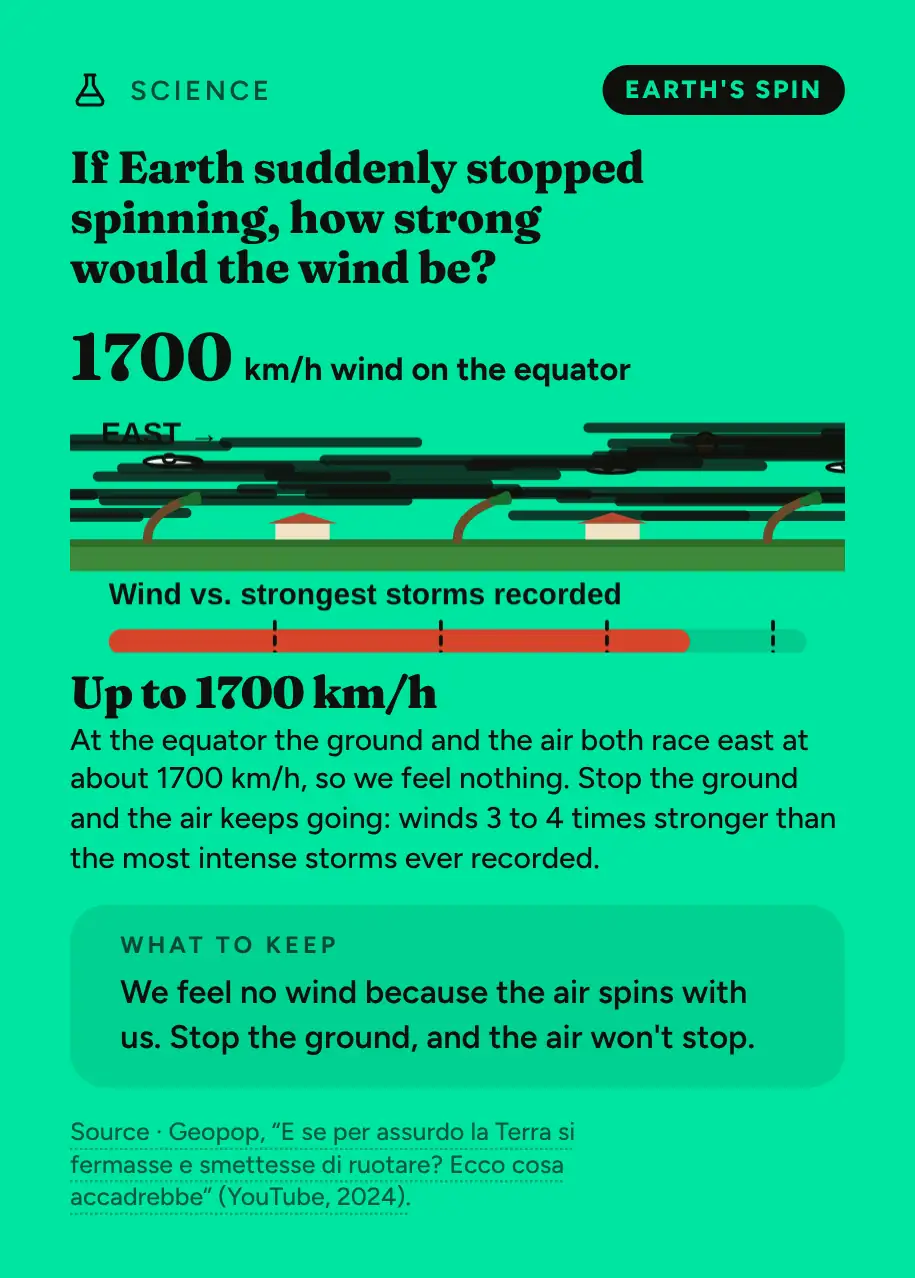 SCIENCE
EARTH'S SPIN
If Earth suddenly stopped
spinning, how strong
would the wind be?
1700 km/h wind on the equator
EAST →
Wind vs. strongest storms recorded
Up to 1700 km/h
At the equator the ground and the air both race east at
about 1700 km/h, so we feel nothing. Stop the ground
and the air keeps going: winds 3 to 4 times stronger than
the most intense storms ever recorded.
WHAT TO KEEP
We feel no wind because the air spins with
us. Stop the ground, and the air won't stop.
Source · Geopop, “E se per assurdo la Terra si
fermasse e smettesse di ruotare? Ecco cosa
accadrebbe” (YouTube, 2024).